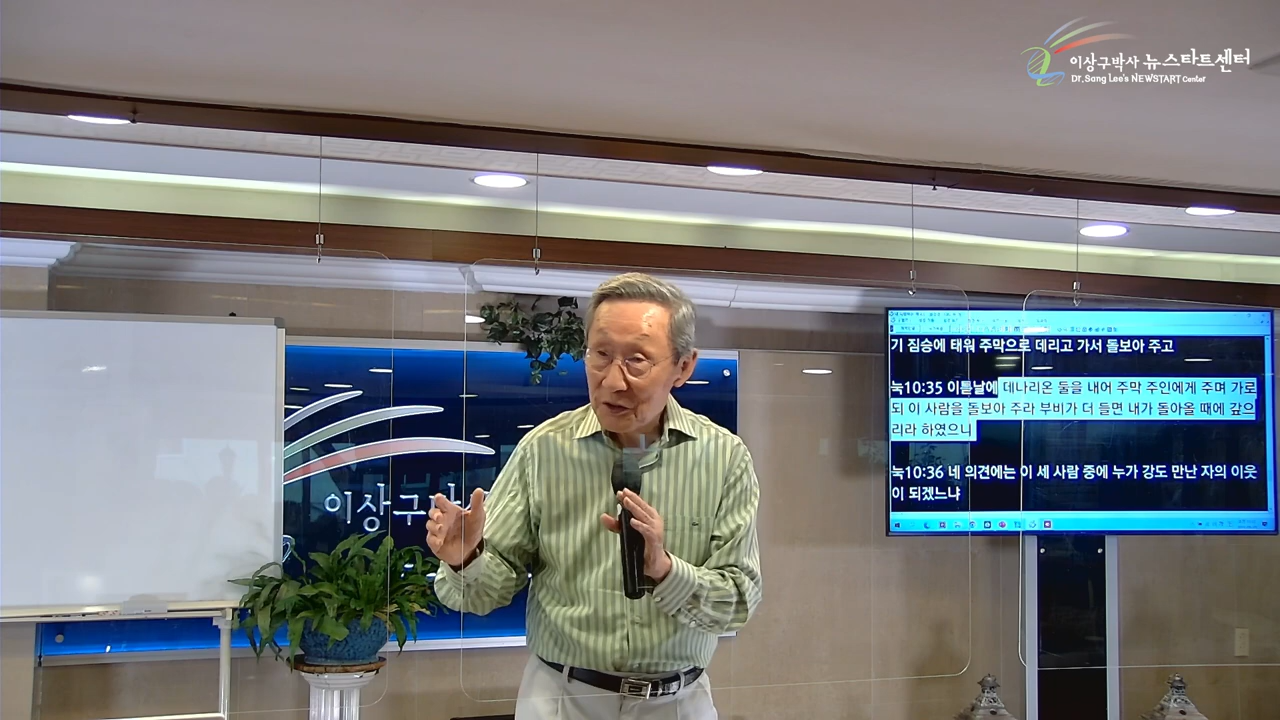 이상구박사 뉴스타트센터
Dr. Sang Lee's NEWSTART Center
기 짐승에 태워 주막으로 데리고 가서 돌보아 주고
눅10:35 이튿날에 데나리온 둘을 내어 주막 주인에게 주며 가로
되 이 사람을 돌보아 주라 부비가 더 들면 내가 돌아올 때에 갚으
리라 하였으니
눅10:36 네 의견에는 이 세 사람 중에 누가 강도 만난 자의 이웃
이 되겠느냐
이상구